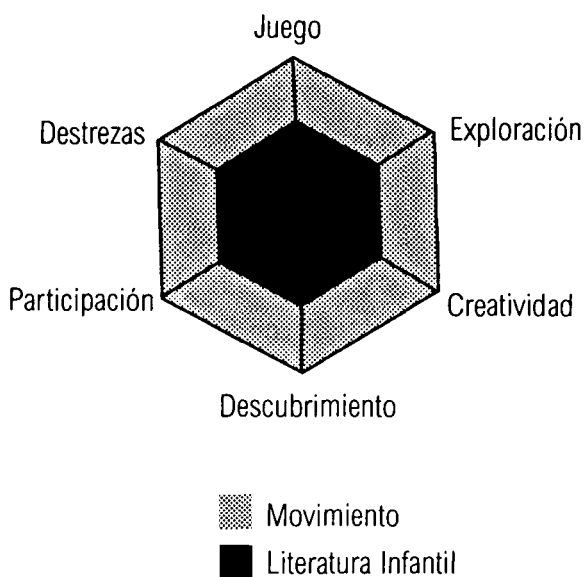 Juego
Destrezas
Exploración
Participación
Creatividad
Descubrimiento
Movimiento
Literatura Infantil